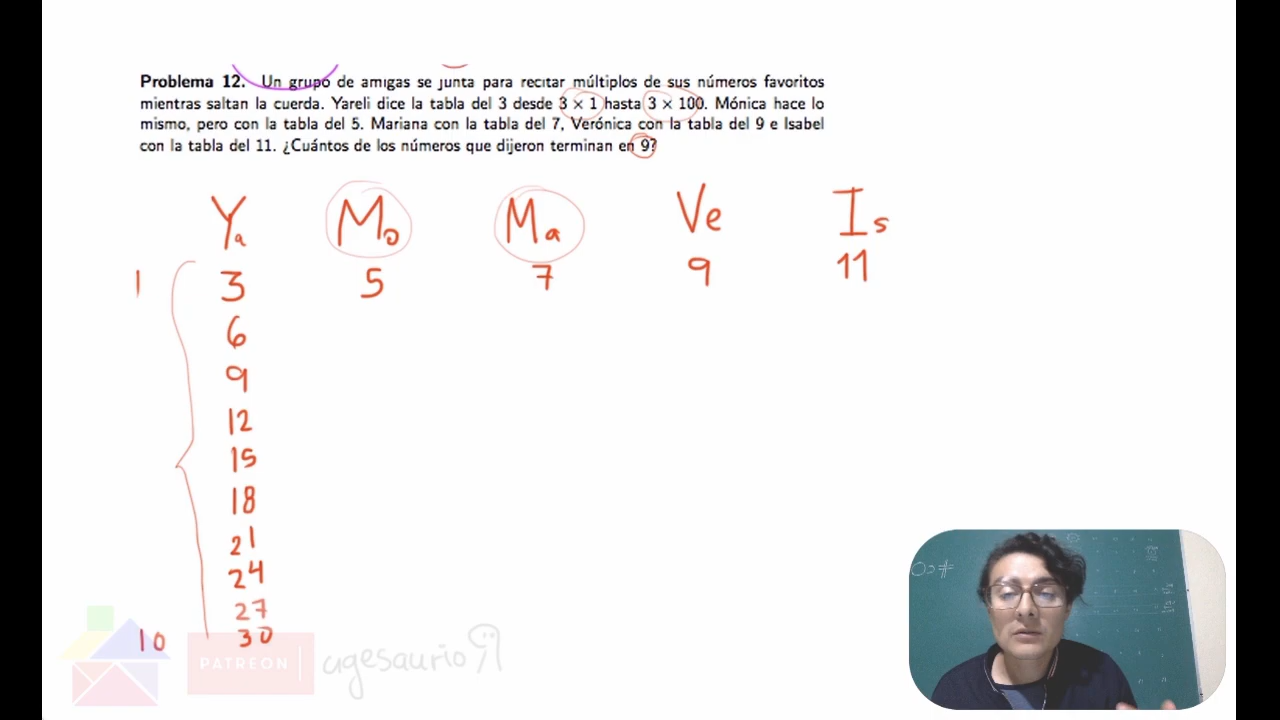 Problema 12. Un grupo de amigas se junta para recitar múltiplos de sus números favoritos
mientras saltan la cuerda. Yareli dice la tabla del 3 desde 3 × 1 hasta 3 × 100. Mónica hace lo
mismo, pero con la tabla del 5. Mariana con la tabla del 7, Verónica con la tabla del 9 e Isabel
con la tabla del 11. ¿Cuántos de los números que dijeron terminan en 9?
Ya Mo Ma Ve Is
1 3 5 7 9 11
6
9
12
15
18
21
24
27
10 30
PATREON agesaurio